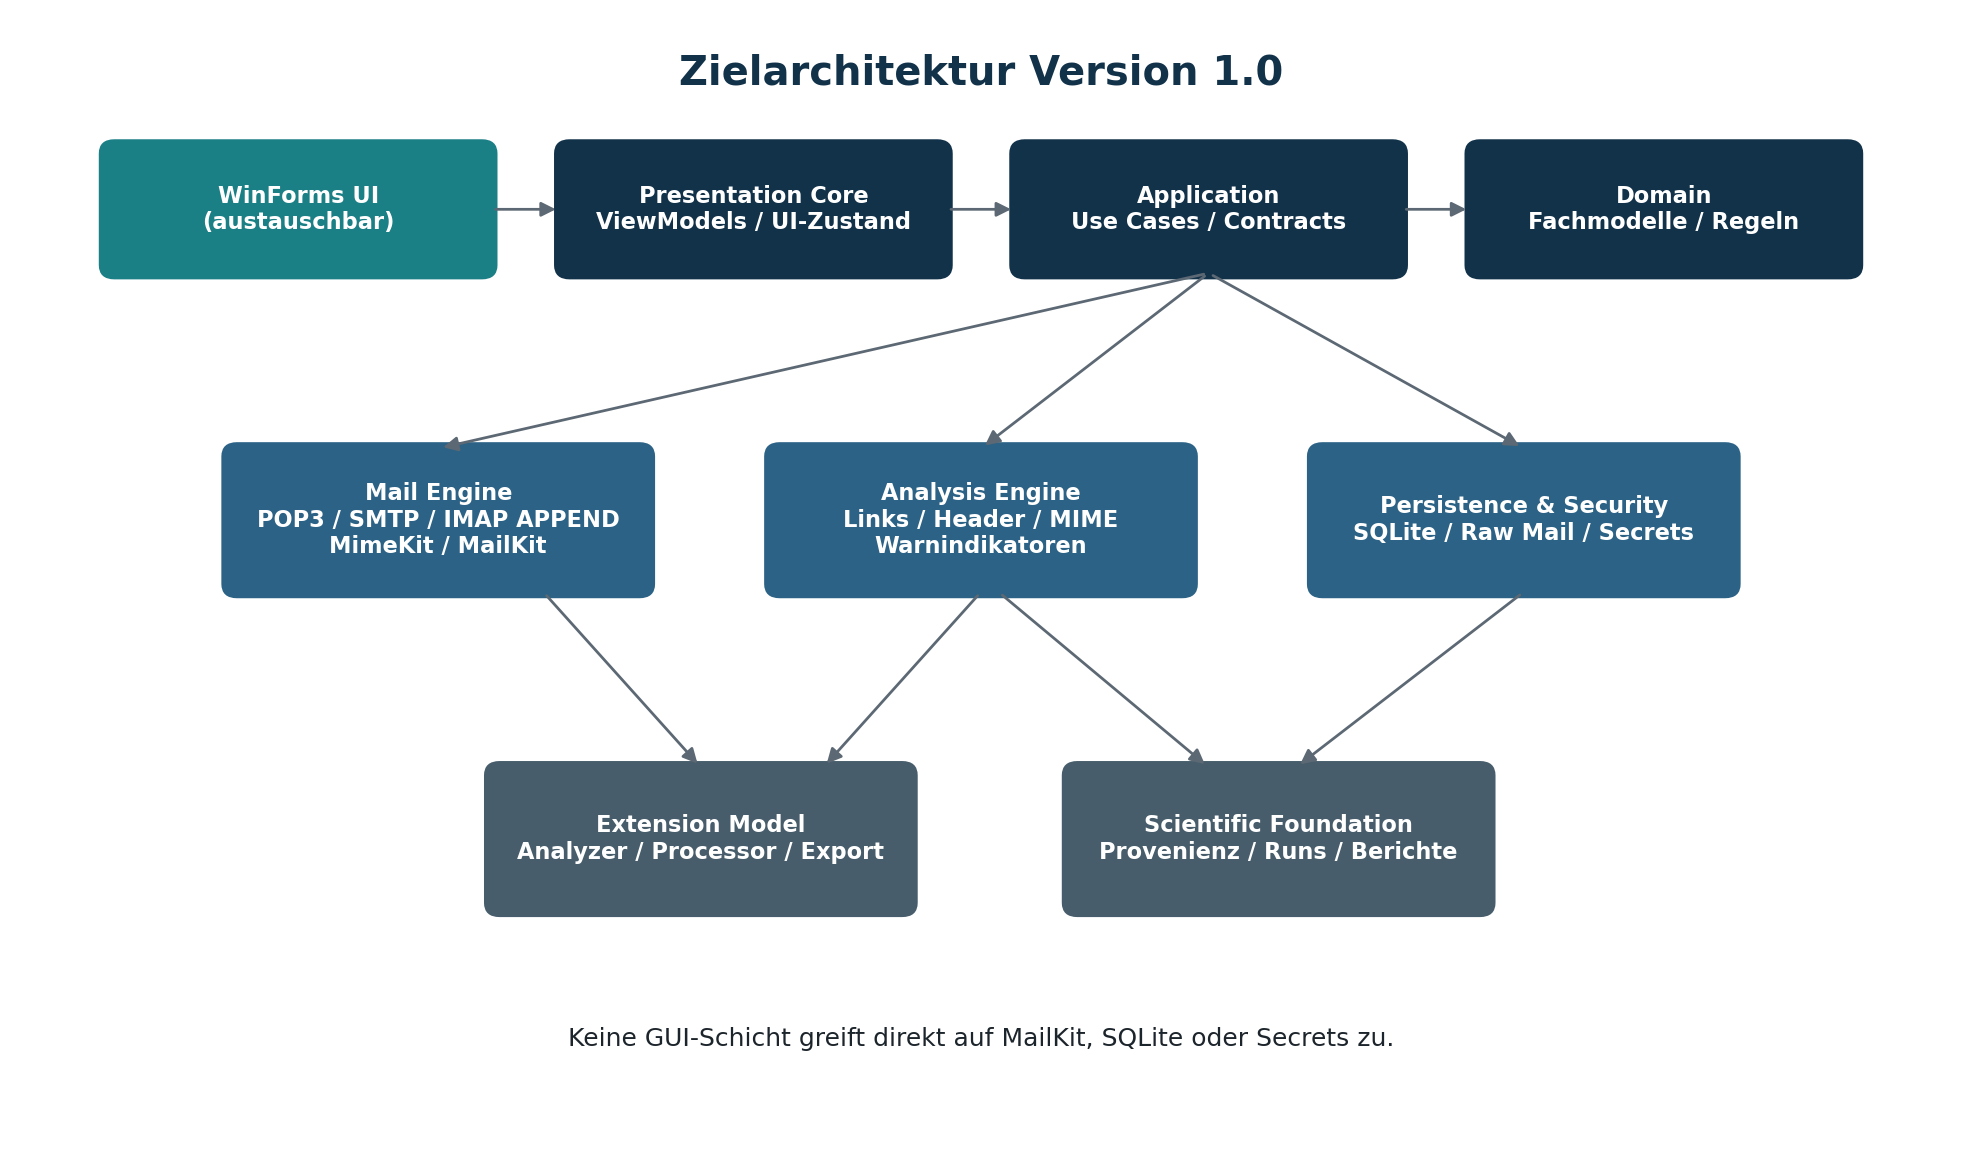 Zielarchitektur Version 1.0
WinForms UI
(austauschbar)
Presentation Core
ViewModels / UI-Zustand
Application
Use Cases / Contracts
Domain
Fachmodelle / Regeln
Mail Engine
POP3 / SMTP / IMAP APPEND
MimeKit / MailKit
Analysis Engine
Links / Header / MIME
Warnindikatoren
Persistence & Security
SQLite / Raw Mail / Secrets
Extension Model
Analyzer / Processor / Export
Scientific Foundation
Provenienz / Runs / Berichte
Keine GUI-Schicht greift direkt auf MailKit, SQLite oder Secrets zu.